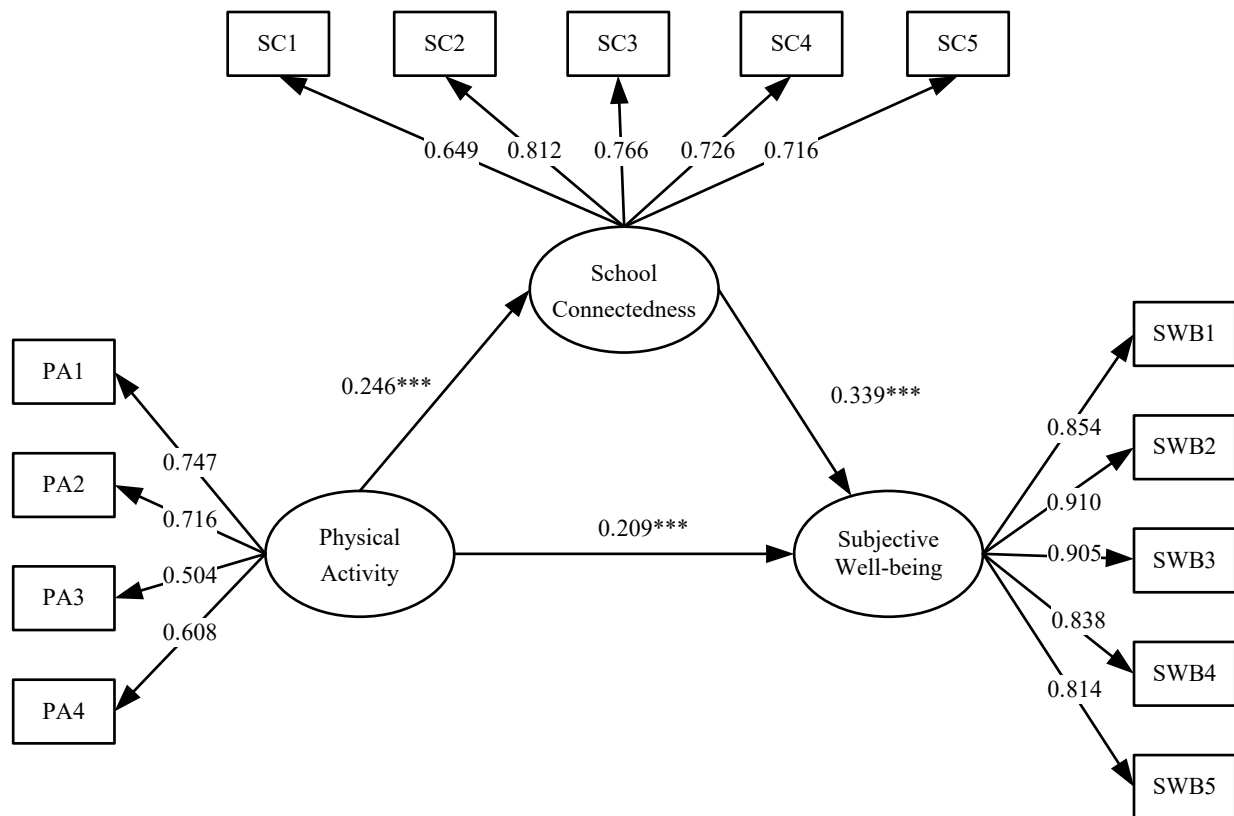 SC1 SC2 SC3 SC4 SC5
0.649 0.812 0.766 0.726 0.716
School
Connectedness
PA1
PA2
PA3
PA4
0.747
0.716
0.504
0.608
0.246***
0.339***
Physical
Activity
0.209***
Subjective
Well-being
0.854
0.910
0.905
0.838
0.814
SWB1
SWB2
SWB3
SWB4
SWB5